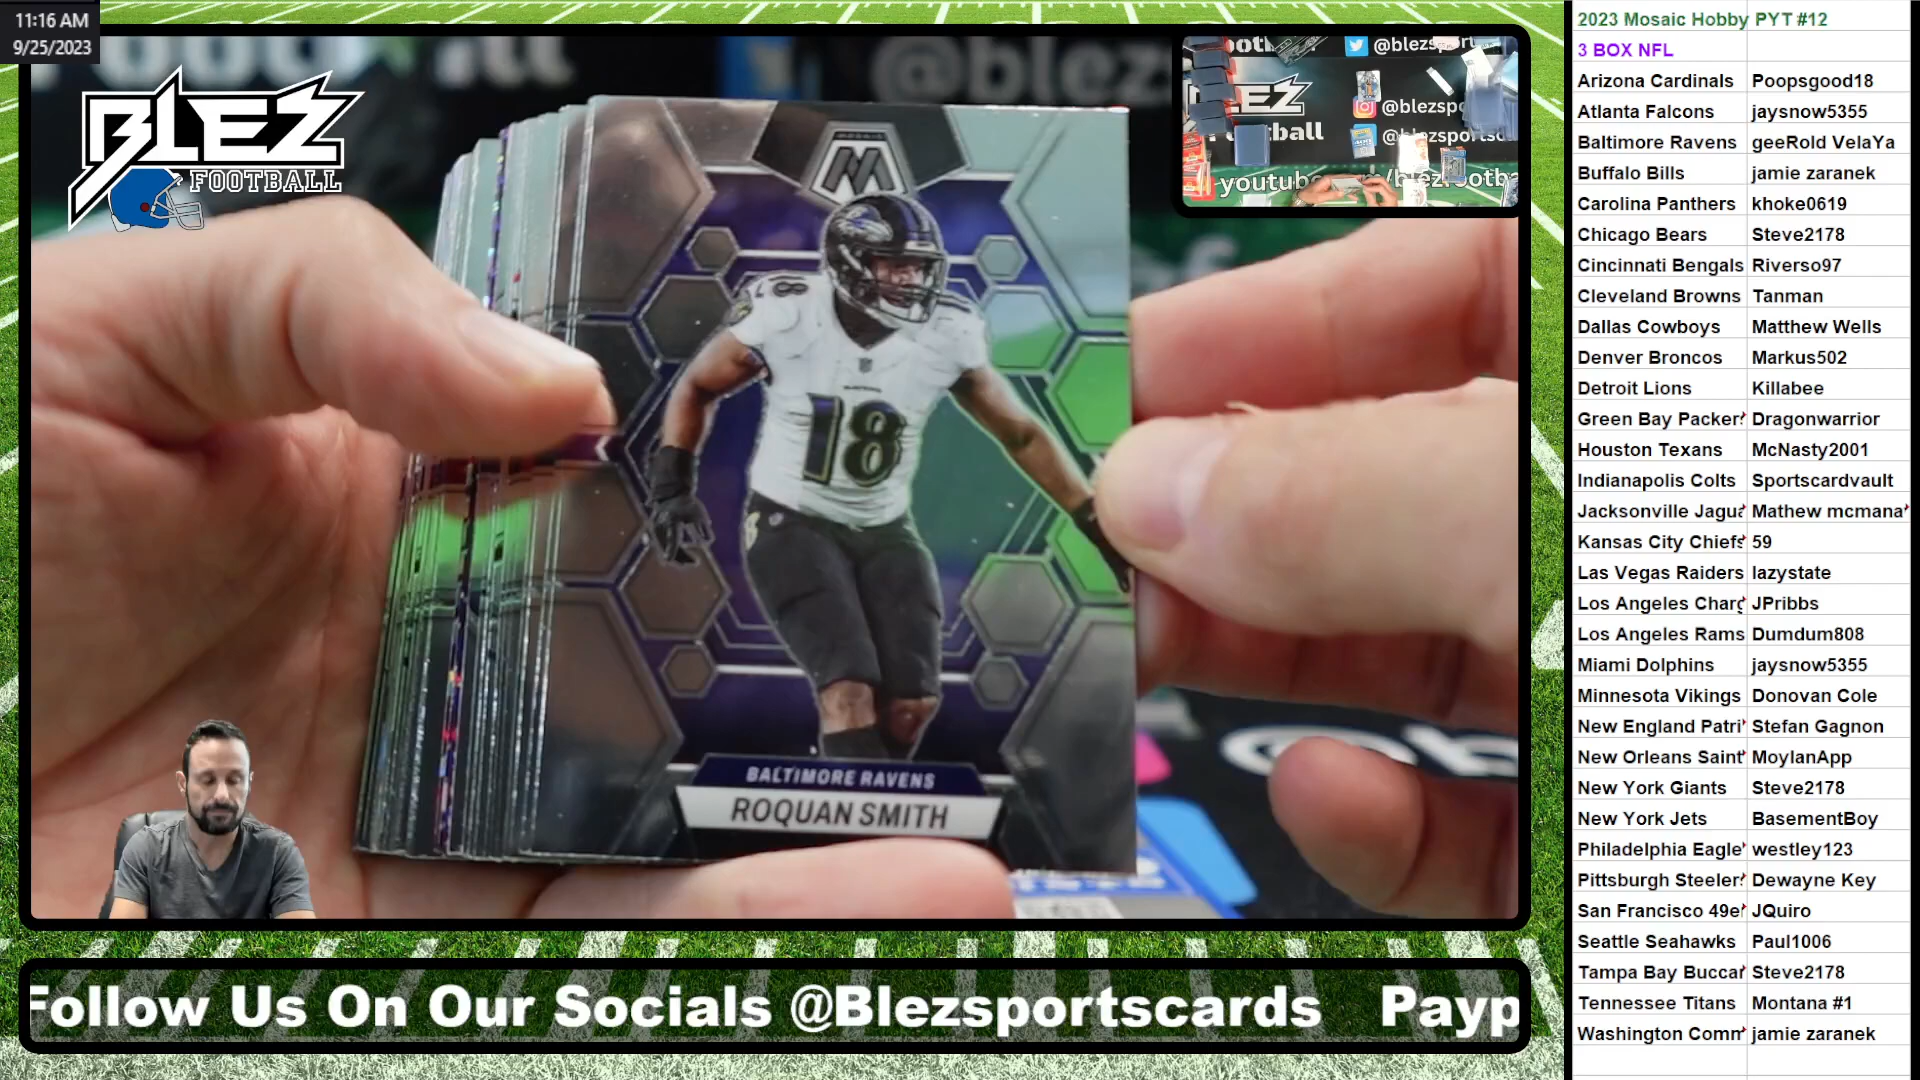 11:16 AM
9/25/2023
BLEZ
FOOTBALL
MOSAIC
18
18
BALTIMORE RAVENS
ROQUAN SMITH
Follow Us On Our Socials @Blezsportscards Payp
2023 Mosaic Hobby PYT #12
3 BOX NFL
Arizona Cardinals Poopsgood18
Atlanta Falcons jaysnow5355
Baltimore Ravens geeRold VelaYa
Buffalo Bills jamie zaranek
Carolina Panthers khoke0619
Chicago Bears Steve2178
Cincinnati Bengals Riverso97
Cleveland Browns Tanman
Dallas Cowboys Matthew Wells
Denver Broncos Markus502
Detroit Lions Killabee
Green Bay Packer Dragonwarrior
Houston Texans McNasty2001
Indianapolis Colts Sportscardvault
Jacksonville Jagua Mathew mcmana
Kansas City Chiefs 59
Las Vegas Raiders lazystate
Los Angeles Charg JPribbs
Los Angeles Rams Dumdum808
Miami Dolphins jaysnow5355
Minnesota Vikings Donovan Cole
New England Patri Stefan Gagnon
New Orleans Saint MoylanApp
New York Giants Steve2178
New York Jets BasementBoy
Philadelphia Eagle westley123
Pittsburgh Steeler Dewayne Key
San Francisco 49er JQuiro
Seattle Seahawks Paul1006
Tampa Bay Buccan Steve2178
Tennessee Titans Montana #1
Washington Comm jamie zaranek